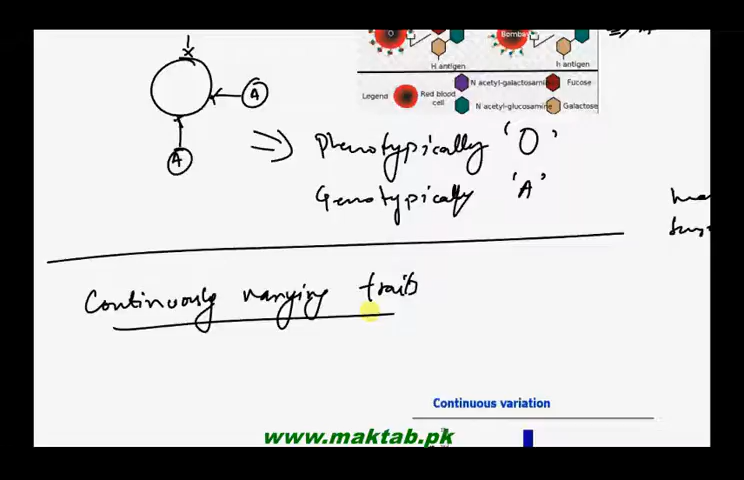 O
Bombay
H antigen
h antigen
Legend
Red blood cell
N acetyl-galactosamine
Fucose
N acetyl-glucosamine
Galactose
A
A
⇒ Phenotypically 'O'
Genotypically 'A'
Continuously varying traits
Continuous variation
www.maktab.pk